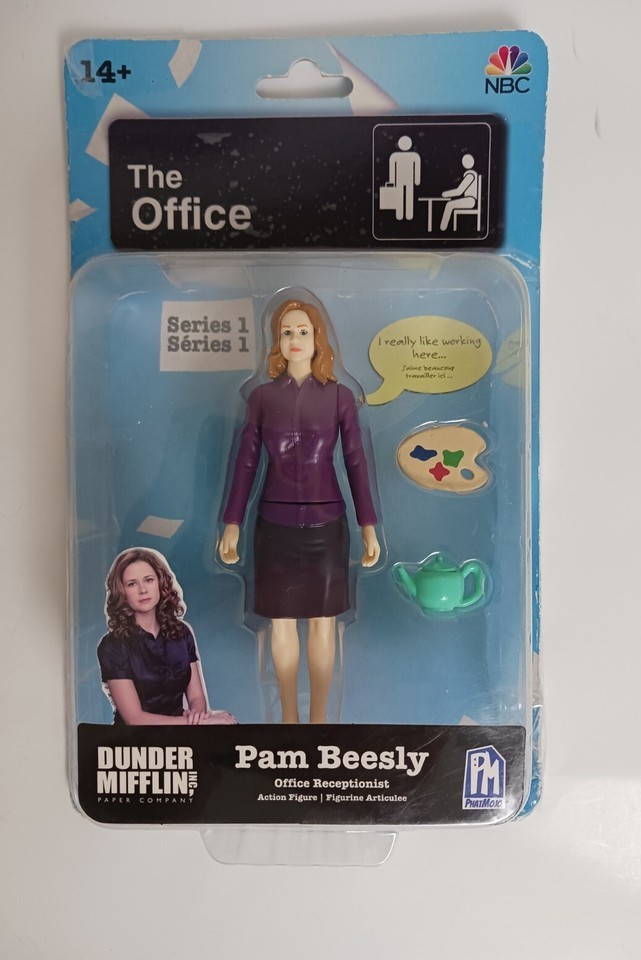 14+
NBC
The
Office
Series 1
Série 1
I really like working
here...
J'aime beaucoup
travailler ici ...
DUNDER
MIFFLIN INC.
PAPER COMPANY
Pam Beesly
Office Receptionist
Action Figure | Figurine Articulee
PM
PHATMOJO